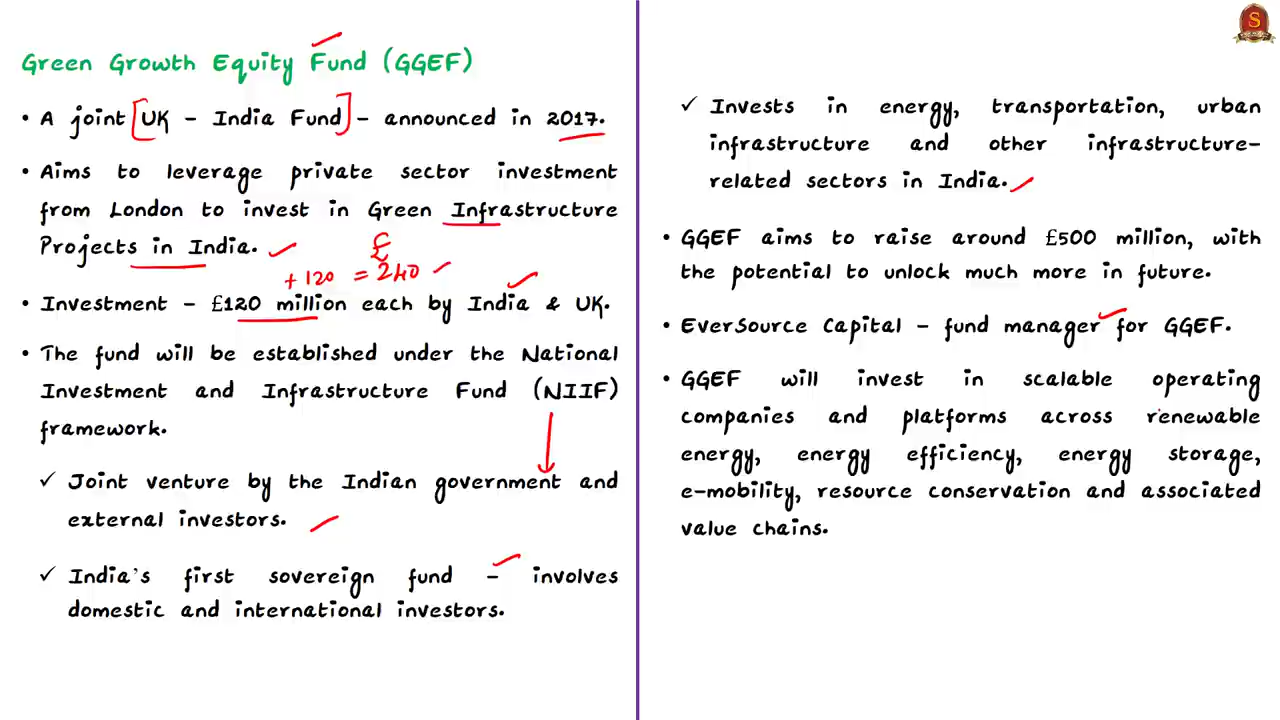 Green Growth Equity Fund (GGEF)
• A joint [UK - India Fund] - announced in 2017.
• Aims to leverage private sector investment
from London to invest in Green Infrastructure
Projects in India.
£
+ 120 = 240
• Investment - £120 million each by India & UK.
• The fund will be established under the National
Investment and Infrastructure Fund (NIIF)
framework.
✓ Joint venture by the Indian government and
external investors.
✓ India's first sovereign fund - involves
domestic and international investors.
✓ Invests in energy, transportation, urban
infrastructure and other infrastructure-
related sectors in India.
• GGEF aims to raise around £500 million, with
the potential to unlock much more in future.
• EverSource Capital - fund manager for GGEF.
• GGEF will invest in scalable operating
companies and platforms across renewable
energy, energy efficiency, energy storage,
e-mobility, resource conservation and associated
value chains.
S